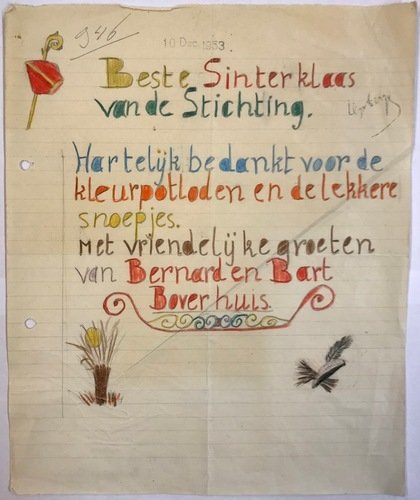 946
10 Dec. 1953
Beste Sinterklaas
van de Stichting.
Hartelijk bedankt voor de
kleurpotloden en de lekkere
snoepjes.
Met vriendelijke groeten
van Bernard en Bart
Boverhuis.